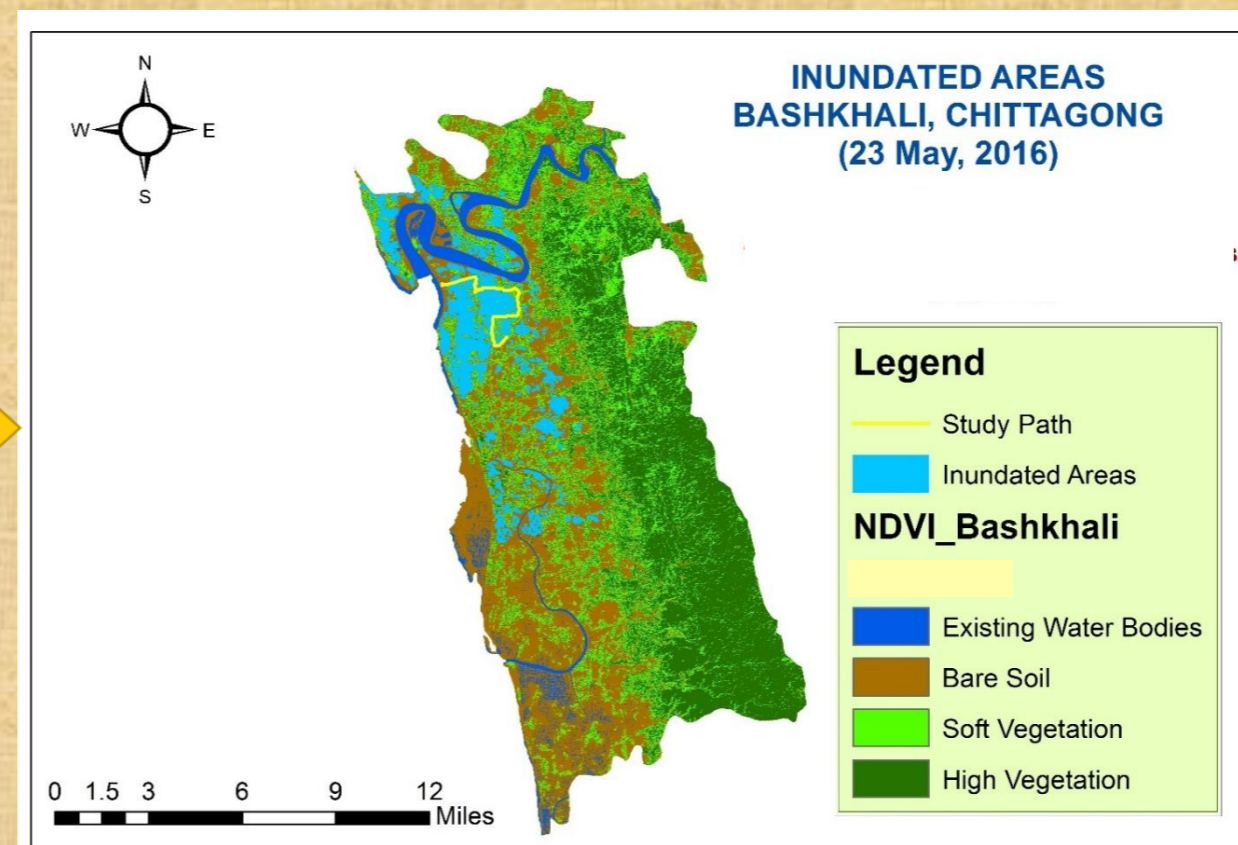 INUNDATED AREAS
BASHKHALI, CHITTAGONG
(23 May, 2016)
N
W E
S
Legend
Study Path
Inundated Areas
NDVI_Bashkhali
Existing Water Bodies
Bare Soil
Soft Vegetation
High Vegetation
0 1.5 3 6 9 12
Miles